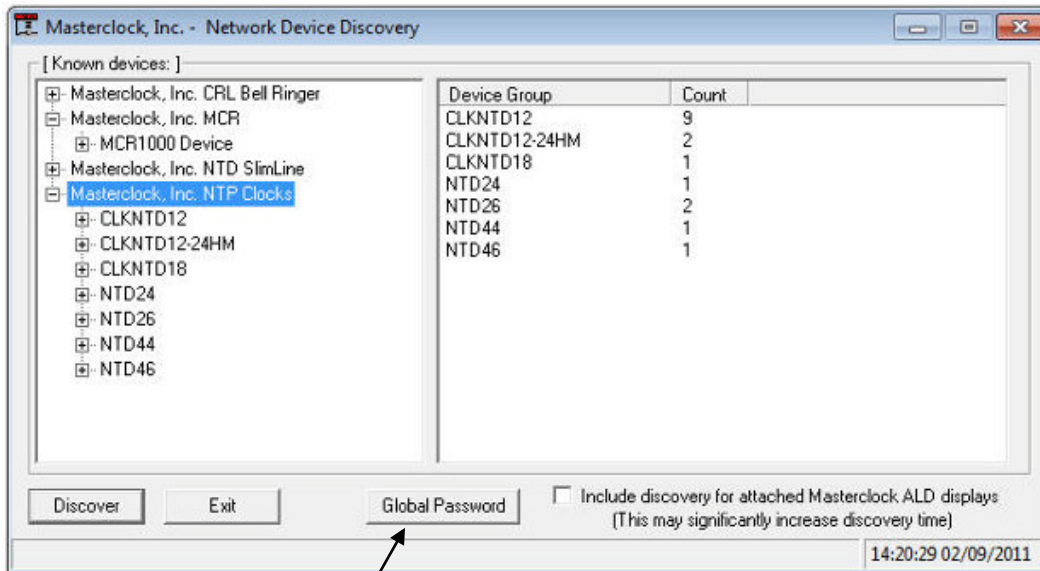 Masterclock, Inc. - Network Device Discovery
[ Known devices: ]
Masterclock, Inc. CRL Bell Ringer
Masterclock, Inc. MCR
MCR1000 Device
Masterclock, Inc. NTD SlimLine
Masterclock, Inc. NTP Clocks
CLKNTD12
CLKNTD12-24HM
CLKNTD18
NTD24
NTD26
NTD44
NTD46
Device Group Count
CLKNTD12 9
CLKNTD12-24HM 2
CLKNTD18 1
NTD24 1
NTD26 2
NTD44 1
NTD46 1
Discover Exit Global Password Include discovery for attached Masterclock ALD displays
(This may significantly increase discovery time)
14:20:29 02/09/2011